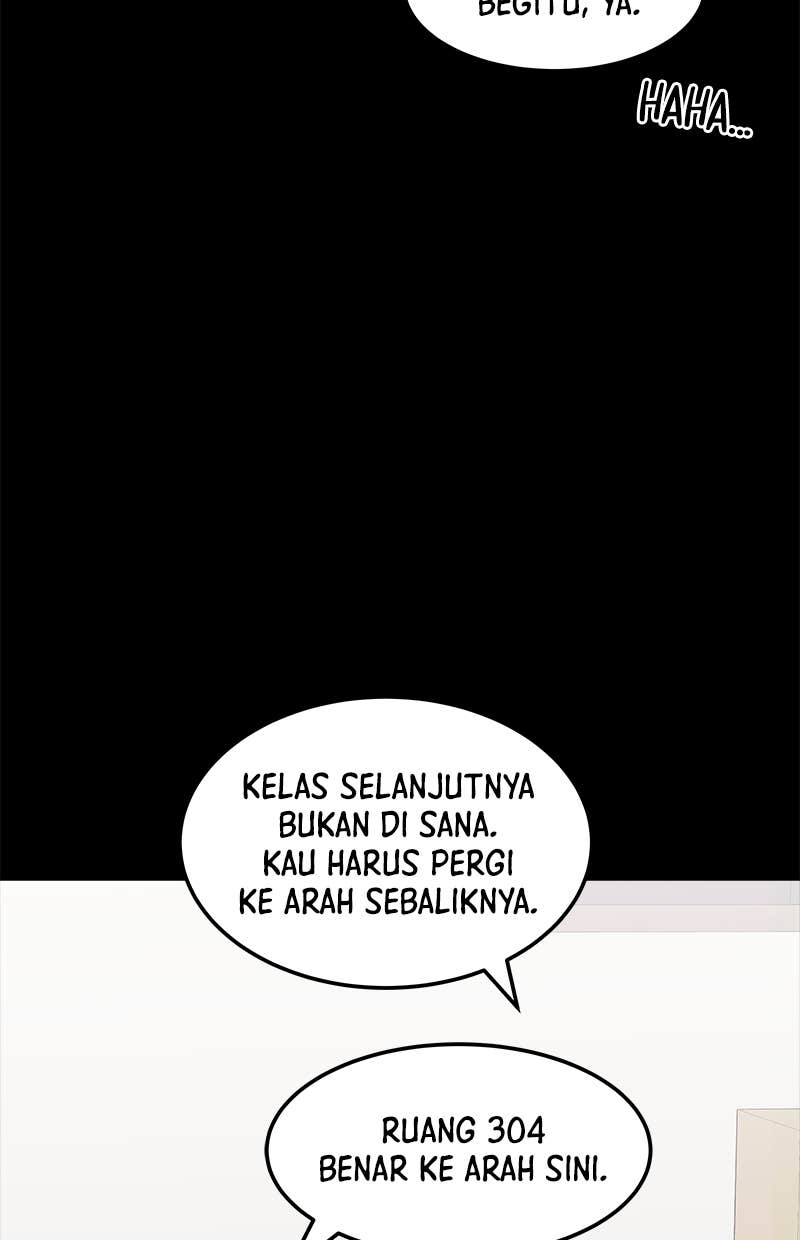 BEGITU, YA.
HAHA...
KELAS SELANJUTNYA
BUKAN DI SANA.
KAU HARUS PERGI
KE ARAH SEBALIKNYA.
RUANG 304
BENAR KE ARAH SINI.